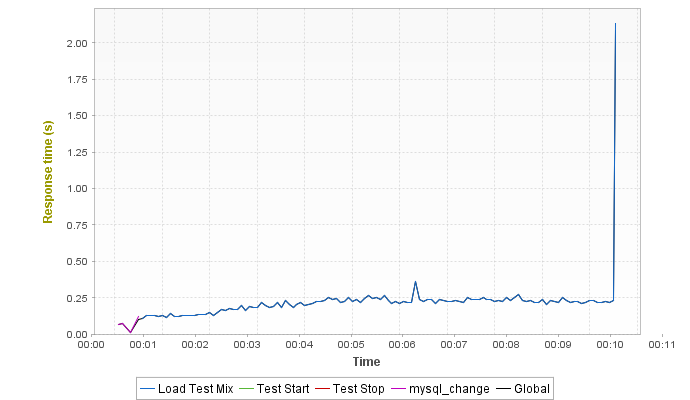 2.00
1.75
1.50
1.25
1.00
0.75
0.50
0.25
0.00
Response time (s)
00:00 00:01 00:02 00:03 00:04 00:05 00:06 00:07 00:08 00:09 00:10 00:11
Time
Load Test Mix Test Start Test Stop mysql_change Global